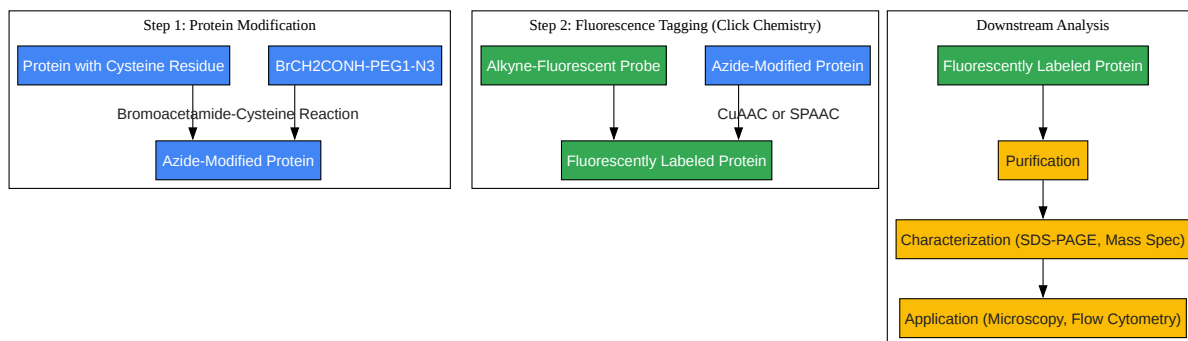 Step 1: Protein Modification
Protein with Cysteine Residue
BrCH2CONH-PEG1-N3
Bromoacetamide-Cysteine Reaction
Azide-Modified Protein
Step 2: Fluorescence Tagging (Click Chemistry)
Alkyne-Fluorescent Probe
Azide-Modified Protein
CuAAC or SPAAC
Fluorescently Labeled Protein
Downstream Analysis
Fluorescently Labeled Protein
Purification
Characterization (SDS-PAGE, Mass Spec)
Application (Microscopy, Flow Cytometry)